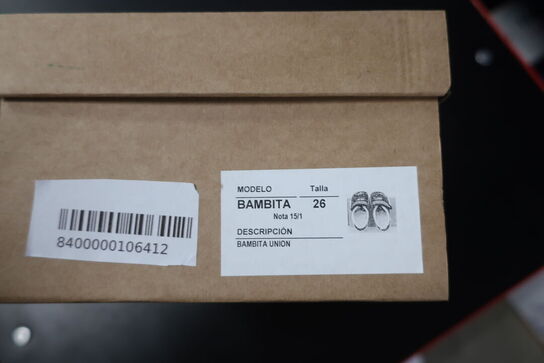 8400000106412
MODELO Talla
BAMBITA 26
Nota 15/1
DESCRIPCIÓN
BAMBITA UNION